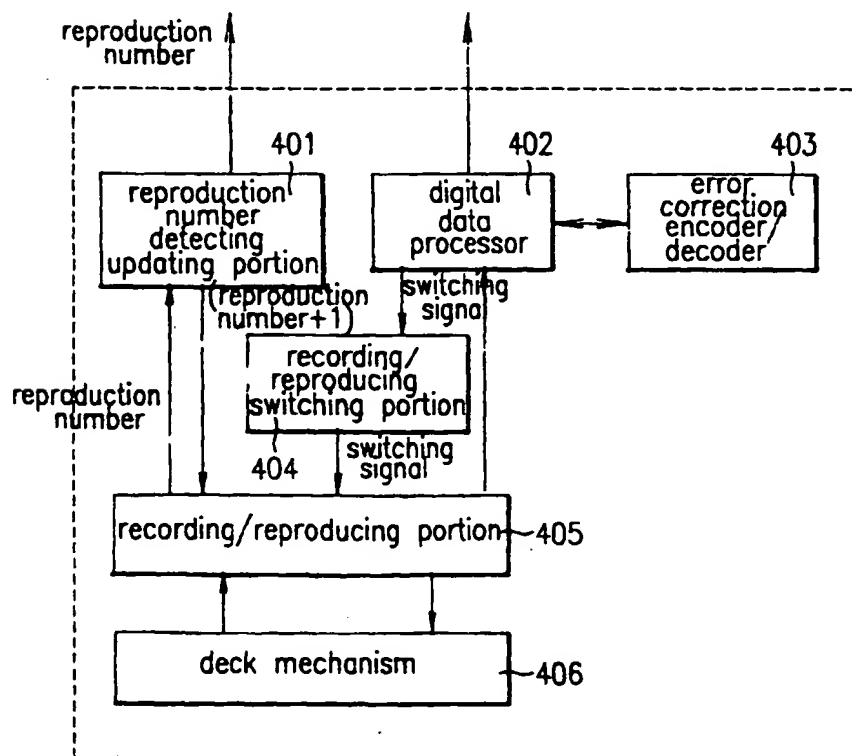 reproduction
number
401
402
403
reproduction
number
detecting
updating portion
digital
data
processor
error
correction
encoder/
decoder
(reproduction
number+1)
switching
signal
recording/
reproducing
switching portion
reproduction
number
404
switching
signal
recording/reproducing portion
405
deck mechanism
406